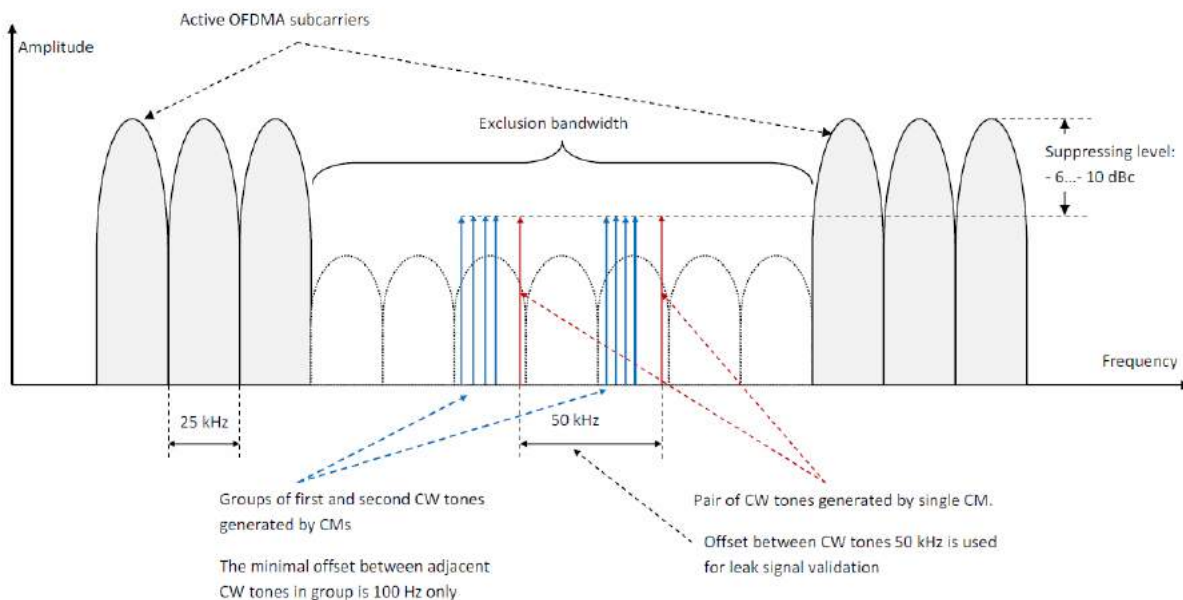 Active OFDMA subcarriers
Amplitude
Exclusion bandwidth
Suppressing level:
- 6...- 10 dBc
Frequency
25 kHz
50 kHz
Groups of first and second CW tones
generated by CMs
The minimal offset between adjacent
CW tones in group is 100 Hz only
Pair of CW tones generated by single CM.
Offset between CW tones 50 kHz is used
for leak signal validation